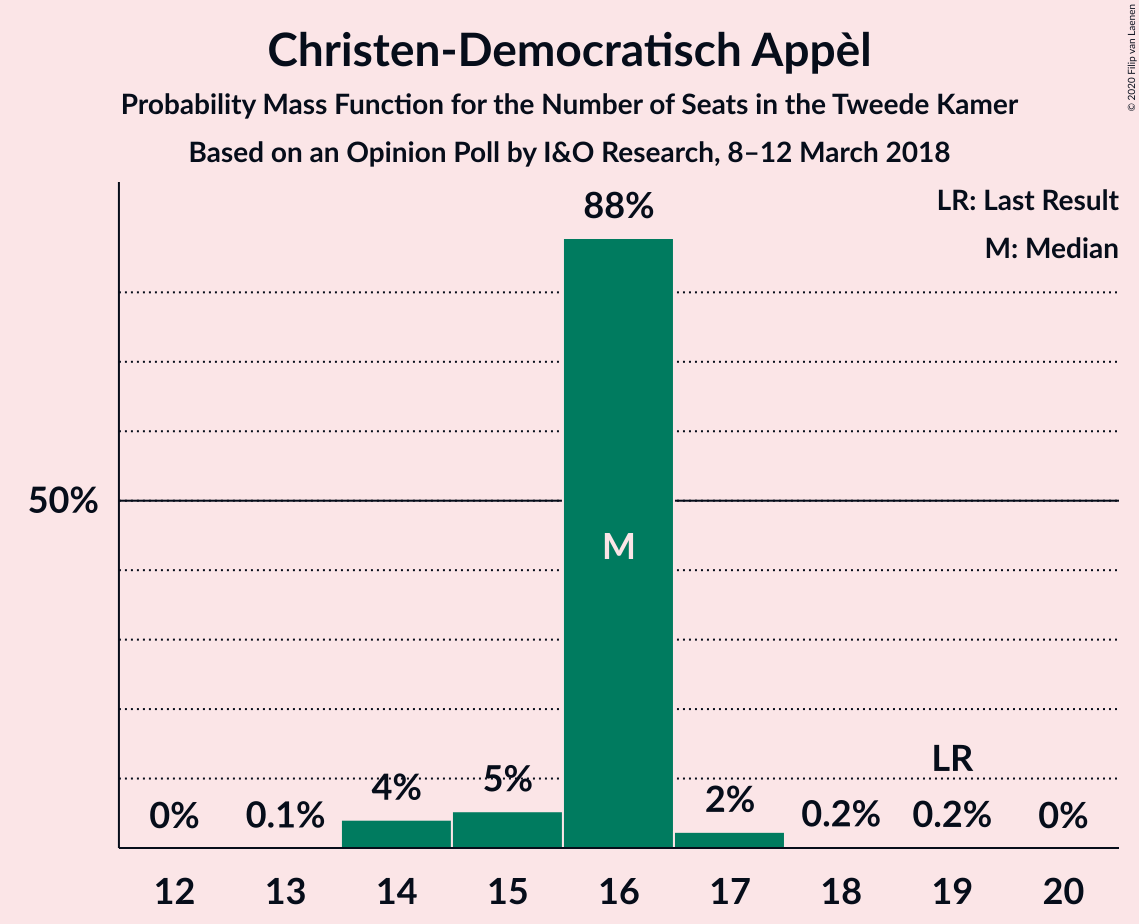 Christen-Democratisch Appèl
Probability Mass Function for the Number of Seats in the Tweede Kamer
Based on an Opinion Poll by I&O Research, 8–12 March 2018
© 2020 Filip van Laenen
LR: Last Result
M: Median
88%
50%
M
LR
0% 0.1% 4% 5% 2% 0.2% 0.2% 0%
12 13 14 15 16 17 18 19 20